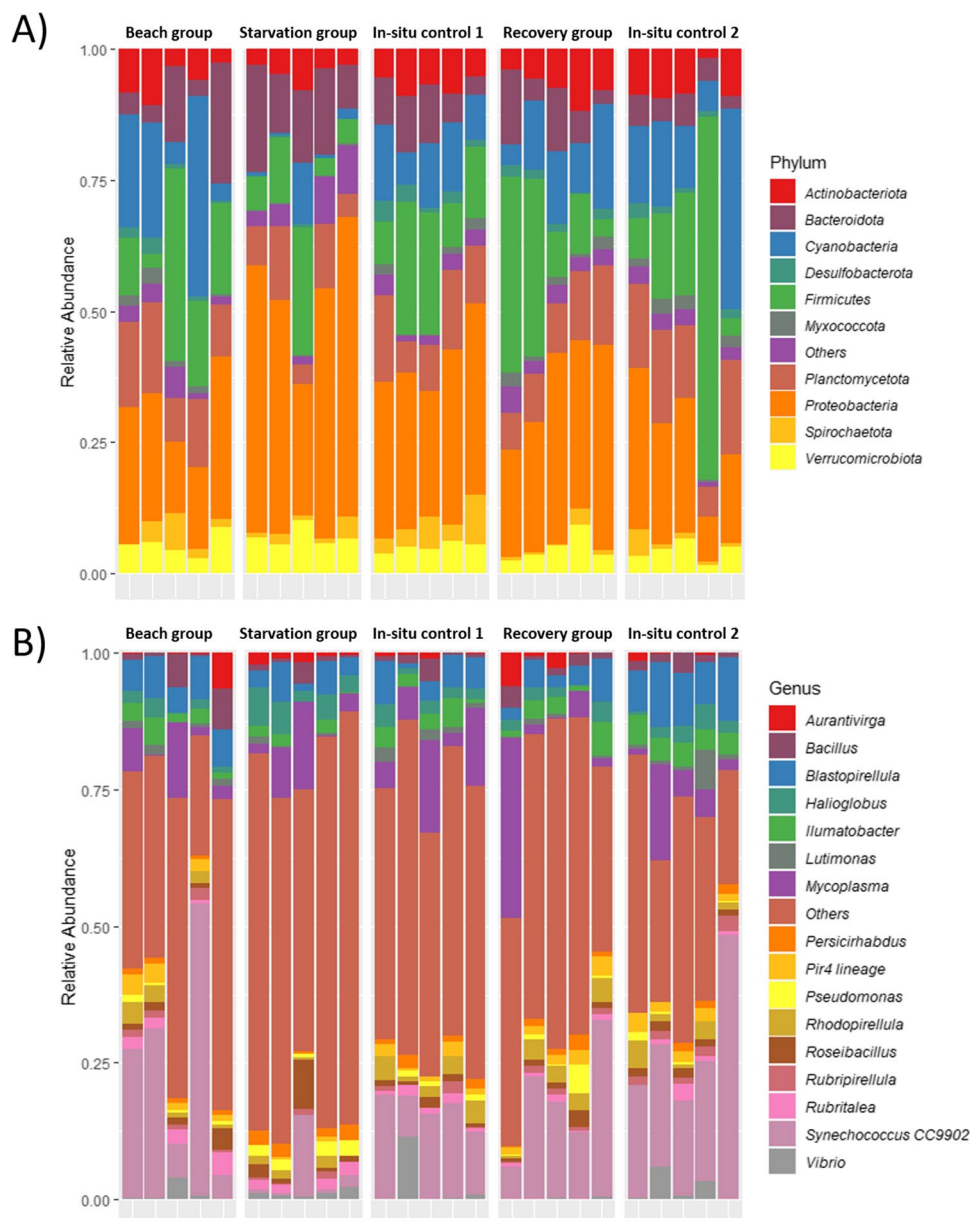 A)
Beach group Starvation group In-situ control 1 Recovery group In-situ control 2
1.00
0.75
0.50
0.25
0.00
Relative Abundance
Phylum
Actinobacteriota
Bacteroidota
Cyanobacteria
Desulfobacterota
Firmicutes
Myxococcota
Others
Planctomycetota
Proteobacteria
Spirochaetota
Verrucomicrobiota
B)
Beach group Starvation group In-situ control 1 Recovery group In-situ control 2
1.00
0.75
0.50
0.25
0.00
Relative Abundance
Genus
Aurantivirga
Bacillus
Blastopirellula
Halioglobus
Ilumatobacter
Lutimonas
Mycoplasma
Others
Persicirhabdus
Pir4 lineage
Pseudomonas
Rhodopirellula
Roseibacillus
Rubripirellula
Rubritalea
Synechococcus CC9902
Vibrio